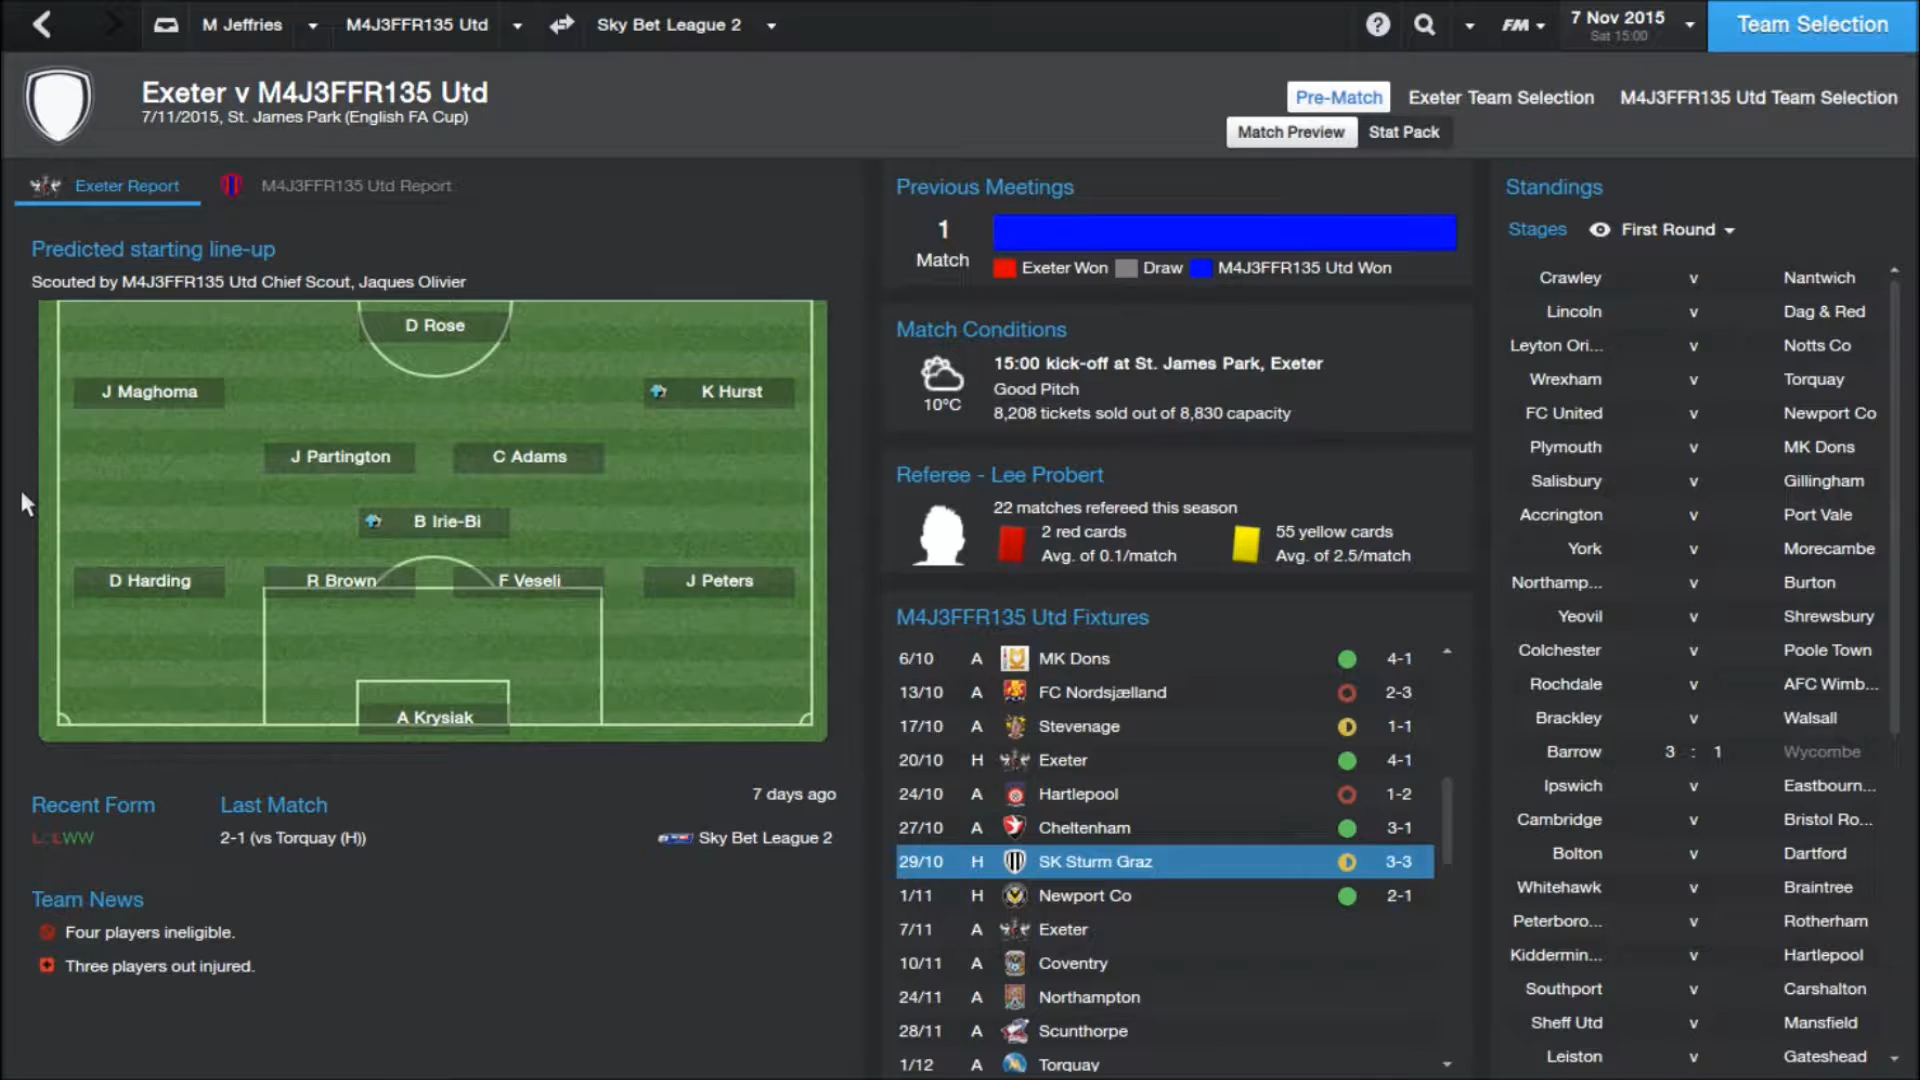 M Jeffries
M4J3FFR135 Utd
Sky Bet League 2
?
FM
7 Nov 2015
Sat 15:00
Team Selection
Exeter v M4J3FFR135 Utd
7/11/2015, St. James Park (English FA Cup)
Pre-Match
Exeter Team Selection
M4J3FFR135 Utd Team Selection
Match Preview
Stat Pack
Exeter Report
M4J3FFR135 Utd Report
Predicted starting line-up
Scouted by M4J3FFR135 Utd Chief Scout, Jaques Olivier
D Rose
J Maghoma
K Hurst
J Partington
C Adams
B Irie-Bi
D Harding
R Brown
F Veseli
J Peters
A Krysiak
Recent Form
Last Match
7 days ago
2-1 (vs Torquay (H))
Sky Bet League 2
Team News
Four players ineligible.
Three players out injured.
Previous Meetings
1
Match
Exeter Won
Draw
M4J3FFR135 Utd Won
Match Conditions
10°C
15:00 kick-off at St. James Park, Exeter
Good Pitch
8,208 tickets sold out of 8,830 capacity
Referee - Lee Probert
22 matches refereed this season
2 red cards
Avg. of 0.1/match
55 yellow cards
Avg. of 2.5/match
M4J3FFR135 Utd Fixtures
6/10 A MK Dons 4-1
13/10 A FC Nordsjælland 2-3
17/10 A Stevenage 1-1
20/10 H Exeter 4-1
24/10 A Hartlepool 1-2
27/10 A Cheltenham 3-1
29/10 H SK Sturm Graz 3-3
1/11 H Newport Co 2-1
7/11 A Exeter
10/11 A Coventry
24/11 A Northampton
28/11 A Scunthorpe
1/12 A Torquay
Standings
Stages
First Round
Crawley v Nantwich
Lincoln v Dag & Red
Leyton Ori... v Notts Co
Wrexham v Torquay
FC United v Newport Co
Plymouth v MK Dons
Salisbury v Gillingham
Accrington v Port Vale
York v Morecambe
Northamp... v Burton
Yeovil v Shrewsbury
Colchester v Poole Town
Rochdale v AFC Wimb...
Brackley v Walsall
Barrow 3 : 1 Wycombe
Ipswich v Eastbourn...
Cambridge v Bristol Ro...
Bolton v Dartford
Whitehawk v Braintree
Peterboro... v Rotherham
Kiddermin... v Hartlepool
Southport v Carshalton
Sheff Utd v Mansfield
Leiston v Gateshead